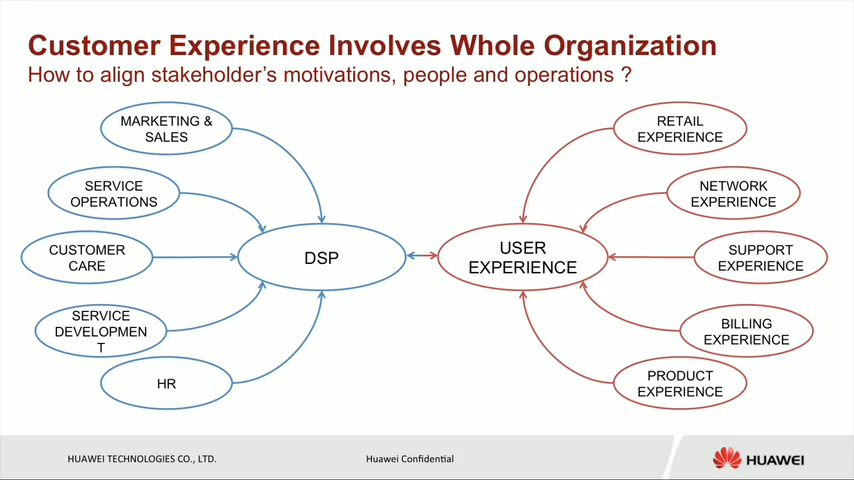 Customer Experience Involves Whole Organization
How to align stakeholder's motivations, people and operations ?
MARKETING &
SALES
SERVICE
OPERATIONS
CUSTOMER
CARE
SERVICE
DEVELOPMEN
T
HR
DSP
USER
EXPERIENCE
RETAIL
EXPERIENCE
NETWORK
EXPERIENCE
SUPPORT
EXPERIENCE
BILLING
EXPERIENCE
PRODUCT
EXPERIENCE
HUAWEI TECHNOLOGIES CO., LTD.
Huawei Confidential
HUAWEI